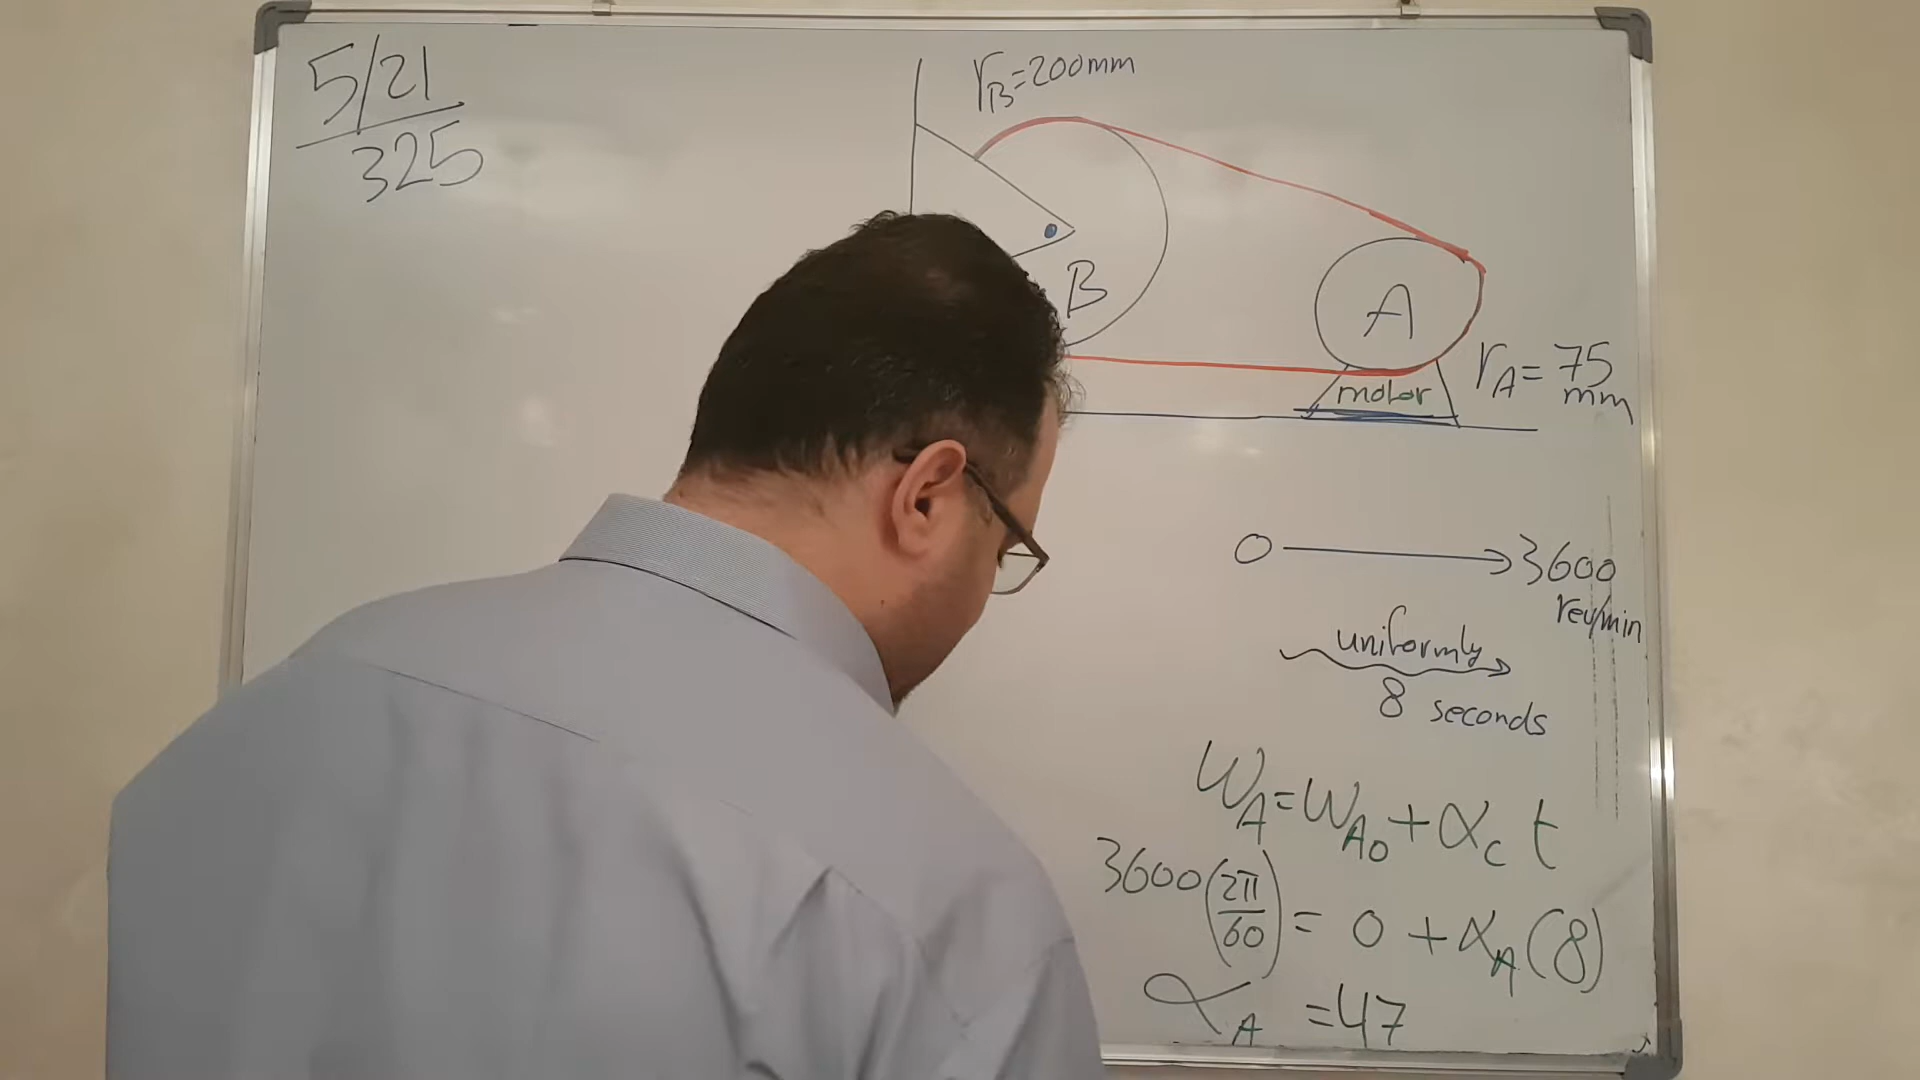 5/21
325
r_B=200mm
B
A
motor
r_A= 75
mm
0 → 3600
rev/min
uniformly
8 seconds
ω_A=ω_A0+α_c t
3600(2π/60) = 0 + α_A(8)
α_A =47